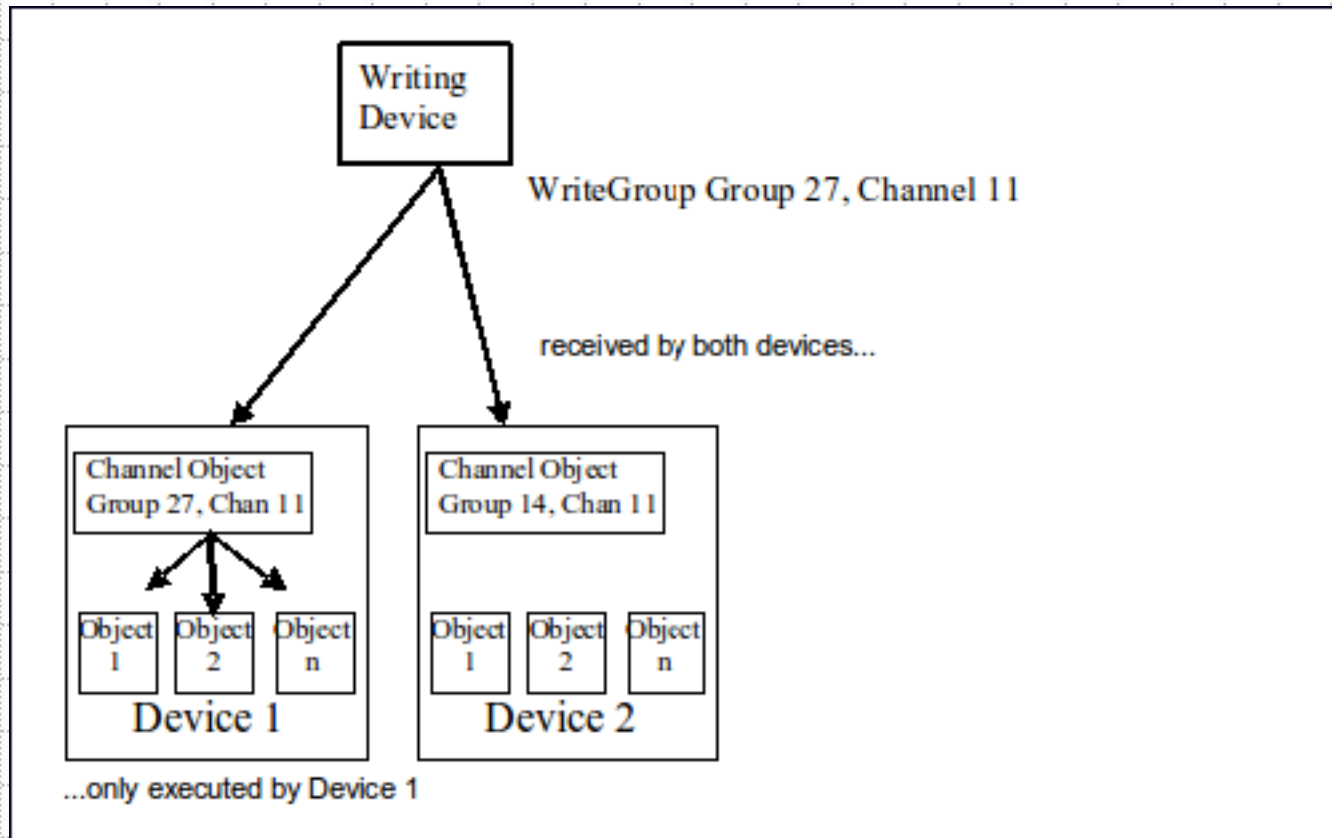 Writing
Device
WriteGroup Group 27, Channel 11
received by both devices...
Channel Object
Group 27, Chan 11
Channel Object
Group 14, Chan 11
Object
1
Object
2
Object
n
Object
1
Object
2
Object
n
Device 1
Device 2
...only executed by Device 1